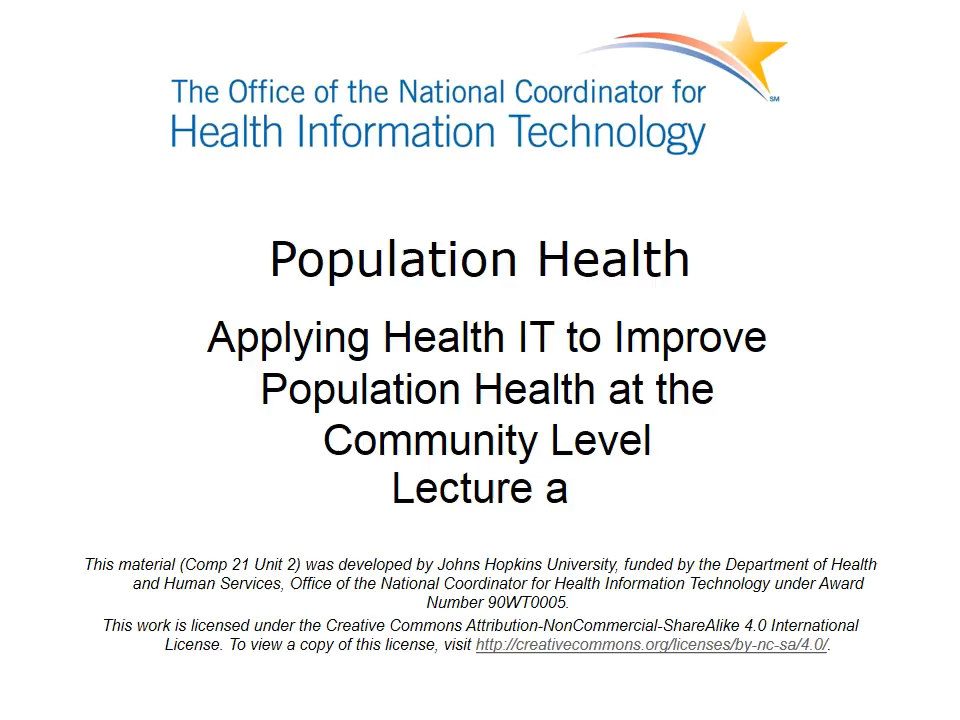 The Office of the National Coordinator for
Health Information Technology
SM
Population Health
Applying Health IT to Improve
Population Health at the
Community Level
Lecture a
This material (Comp 21 Unit 2) was developed by Johns Hopkins University, funded by the Department of Health
and Human Services, Office of the National Coordinator for Health Information Technology under Award
Number 90WT0005.
This work is licensed under the Creative Commons Attribution-NonCommercial-ShareAlike 4.0 International
License. To view a copy of this license, visit http://creativecommons.org/licenses/by-nc-sa/4.0/.